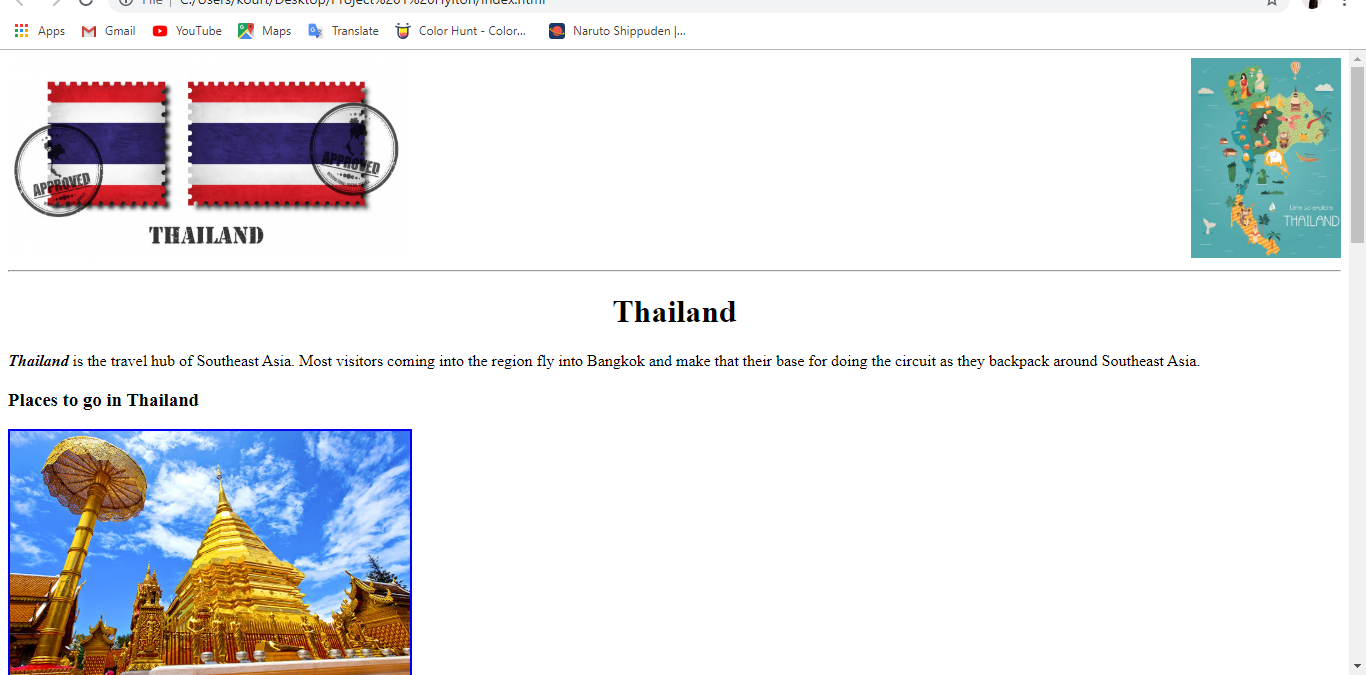 C:/Users/kourt/Desktop/Project%201%20Hylton/index.html
Apps Gmail YouTube Maps Translate Color Hunt - Color... Naruto Shippuden |...
APPROVED
APPROVED
THAILAND
Time to explore
THAILAND
Thailand
Thailand is the travel hub of Southeast Asia. Most visitors coming into the region fly into Bangkok and make that their base for doing the circuit as they backpack around Southeast Asia.
Places to go in Thailand